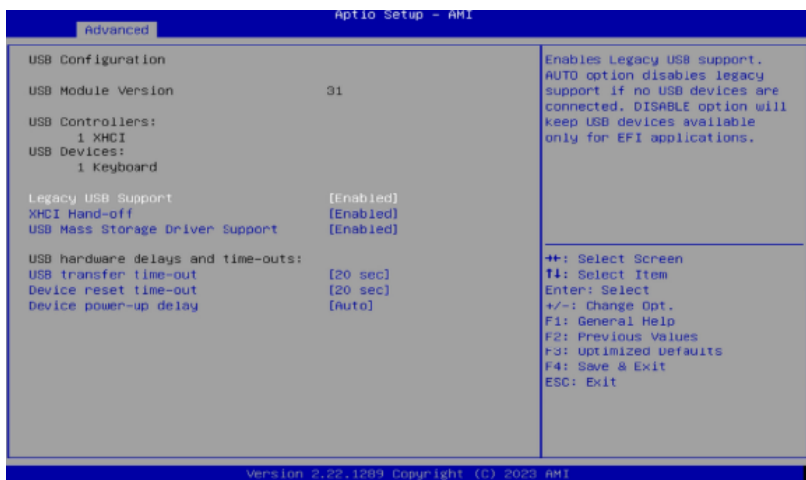 Aptio Setup – AMI
Advanced
USB Configuration
USB Module Version 31
USB Controllers:
1 XHCI
USB Devices:
1 Keyboard
Legacy USB Support [Enabled]
XHCI Hand-off [Enabled]
USB Mass Storage Driver Support [Enabled]
USB hardware delays and time-outs:
USB transfer time-out [20 sec]
Device reset time-out [20 sec]
Device power-up delay [Auto]
Enables Legacy USB support.
AUTO option disables legacy
support if no USB devices are
connected. DISABLE option will
keep USB devices available
only for EFI applications.
→←: Select Screen
↑↓: Select Item
Enter: Select
+/-: Change Opt.
F1: General Help
F2: Previous Values
F3: Optimized Defaults
F4: Save & Exit
ESC: Exit
Version 2.22.1289 Copyright (C) 2023 AMI